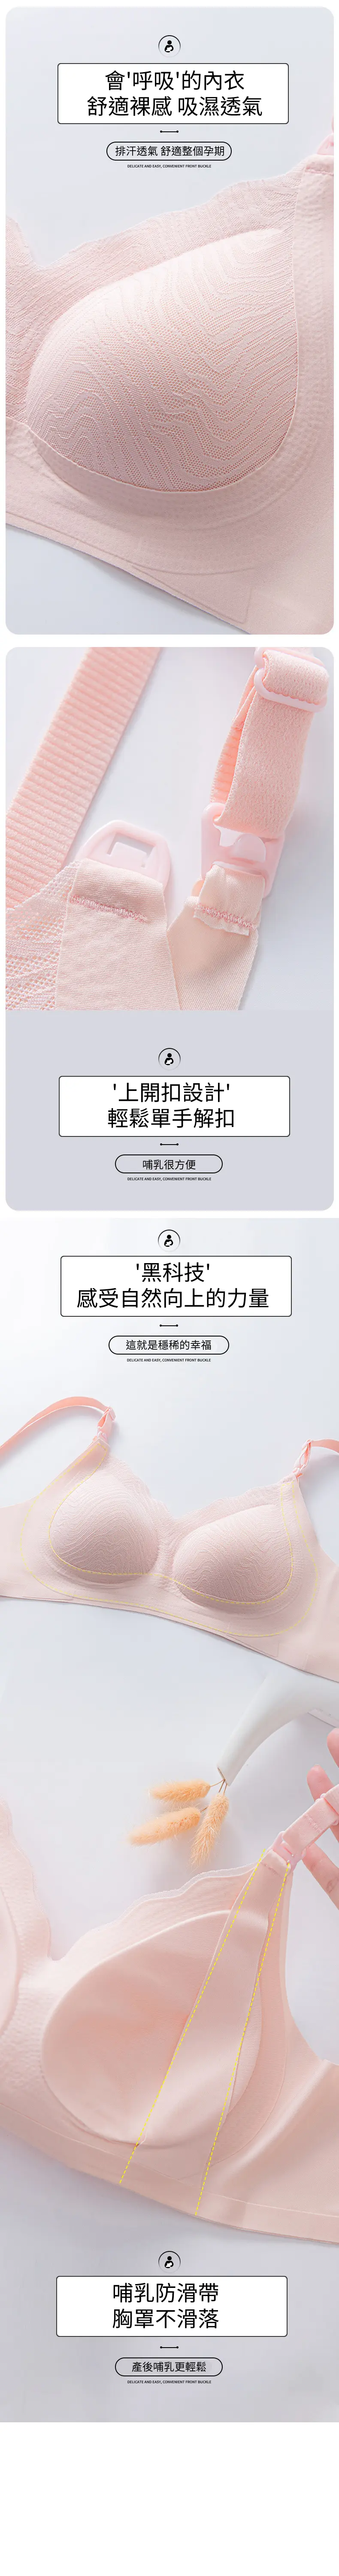 會'呼吸'的內衣
舒適裸感 吸濕透氣
排汗透氣 舒適整個孕期
DELICATE AND EASY, CONVENIENT FRONT BUCKLE
'上開扣設計'
輕鬆單手解扣
哺乳很方便
DELICATE AND EASY, CONVENIENT FRONT BUCKLE
'黑科技'
感受自然向上的力量
這就是穩稀的幸福
DELICATE AND EASY, CONVENIENT FRONT BUCKLE
哺乳防滑帶
胸罩不滑落
產後哺乳更輕鬆
DELICATE AND EASY, CONVENIENT FRONT BUCKLE